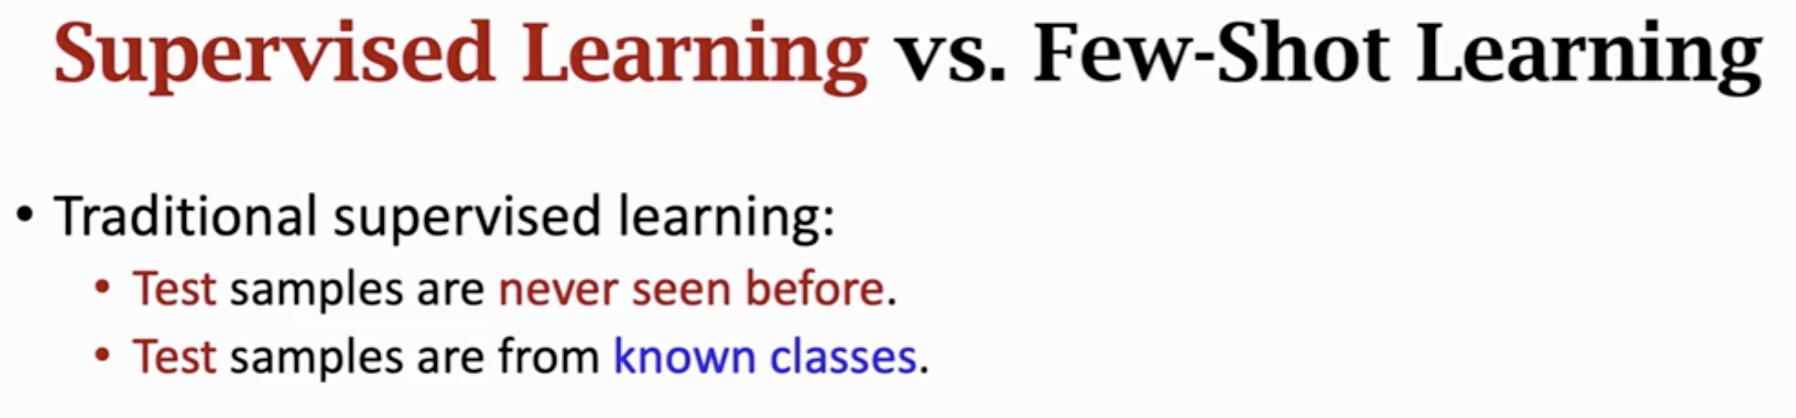 Supervised Learning vs. Few-Shot Learning
• Traditional supervised learning:
• Test samples are never seen before.
• Test samples are from known classes.